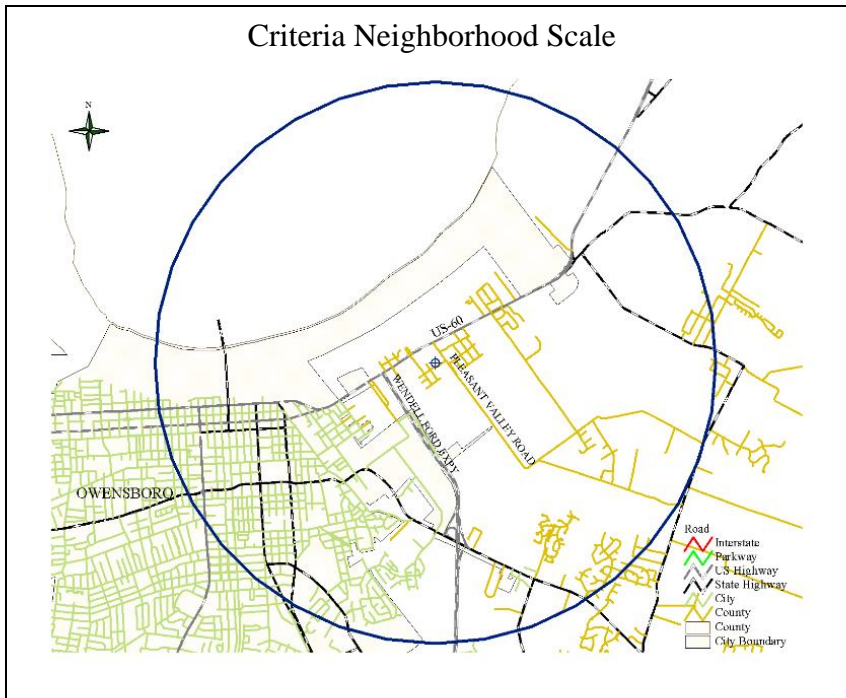 Criteria Neighborhood Scale
N
US-60
PLEASANT VALLEY ROAD
WENDELL FORD EXPY
OWENSBORO
Road
Interstate
Parkway
US Highway
State Highway
City
County
County
City Boundary